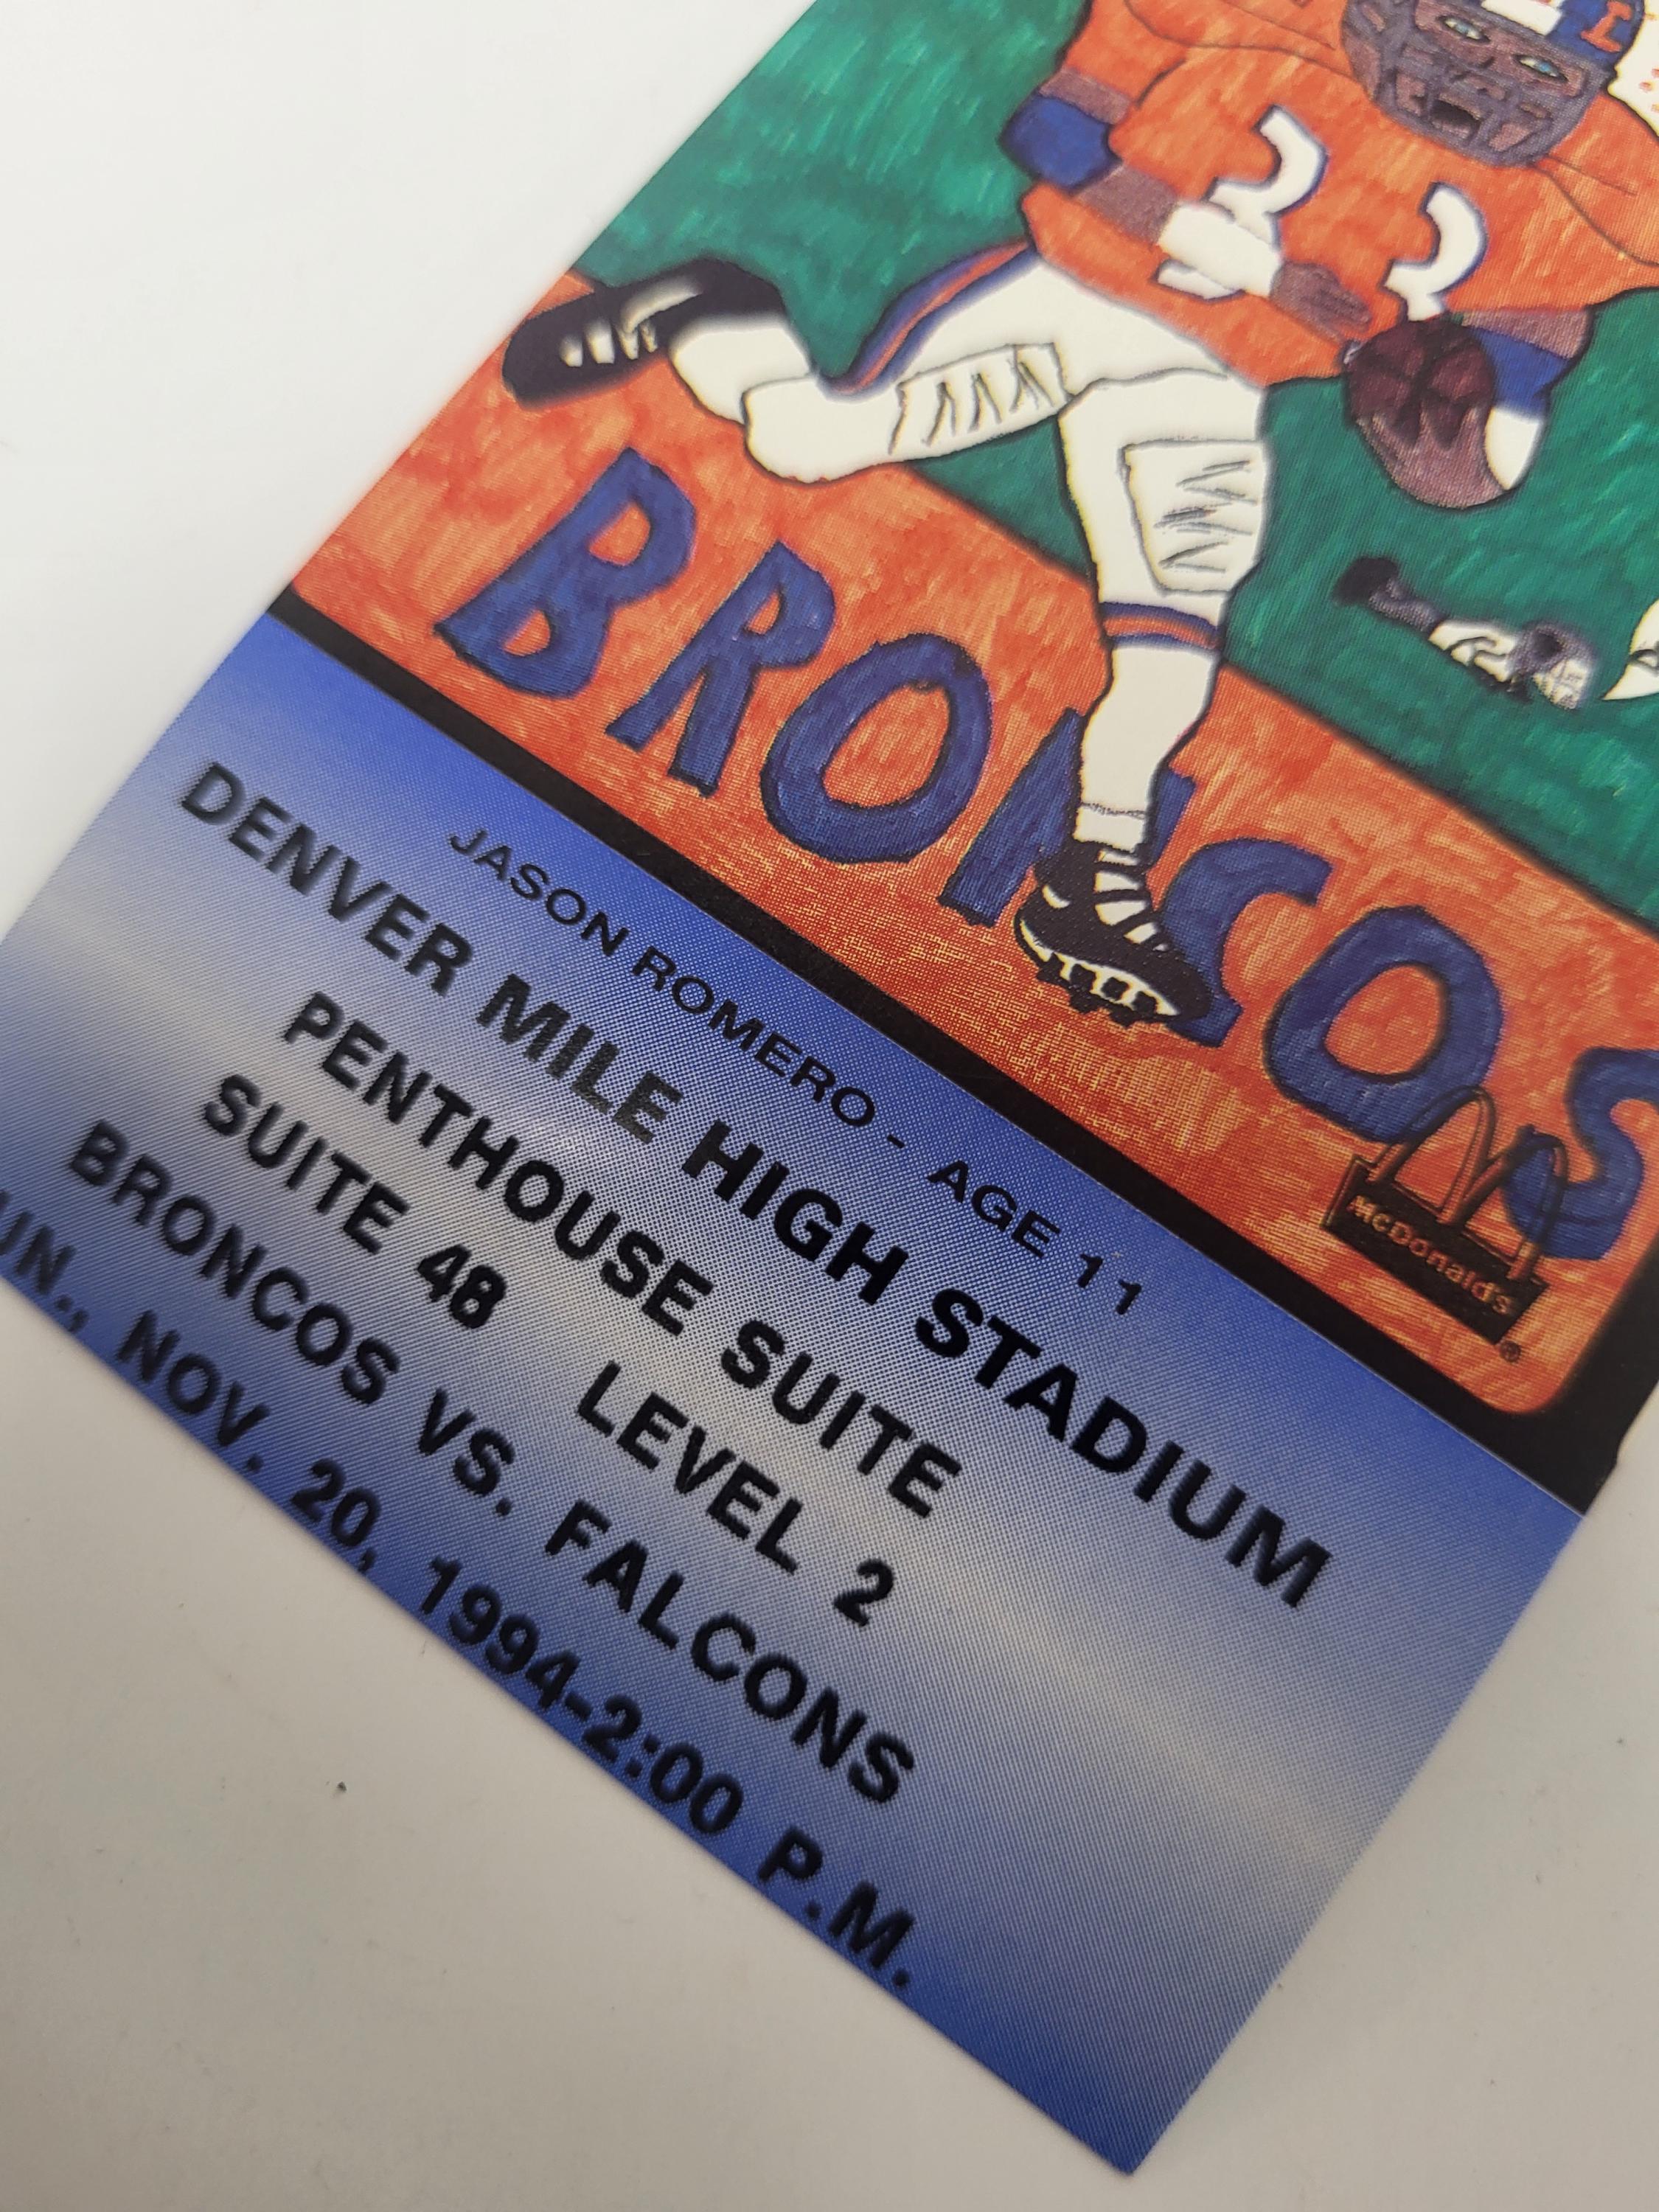 BRONCOS
McDonald's
®
JASON ROMERO - AGE 11
DENVER MILE HIGH STADIUM
PENTHOUSE SUITE
SUITE 48 LEVEL 2
BRONCOS VS. FALCONS
UN., NOV. 20, 1994-2:00 P.M.